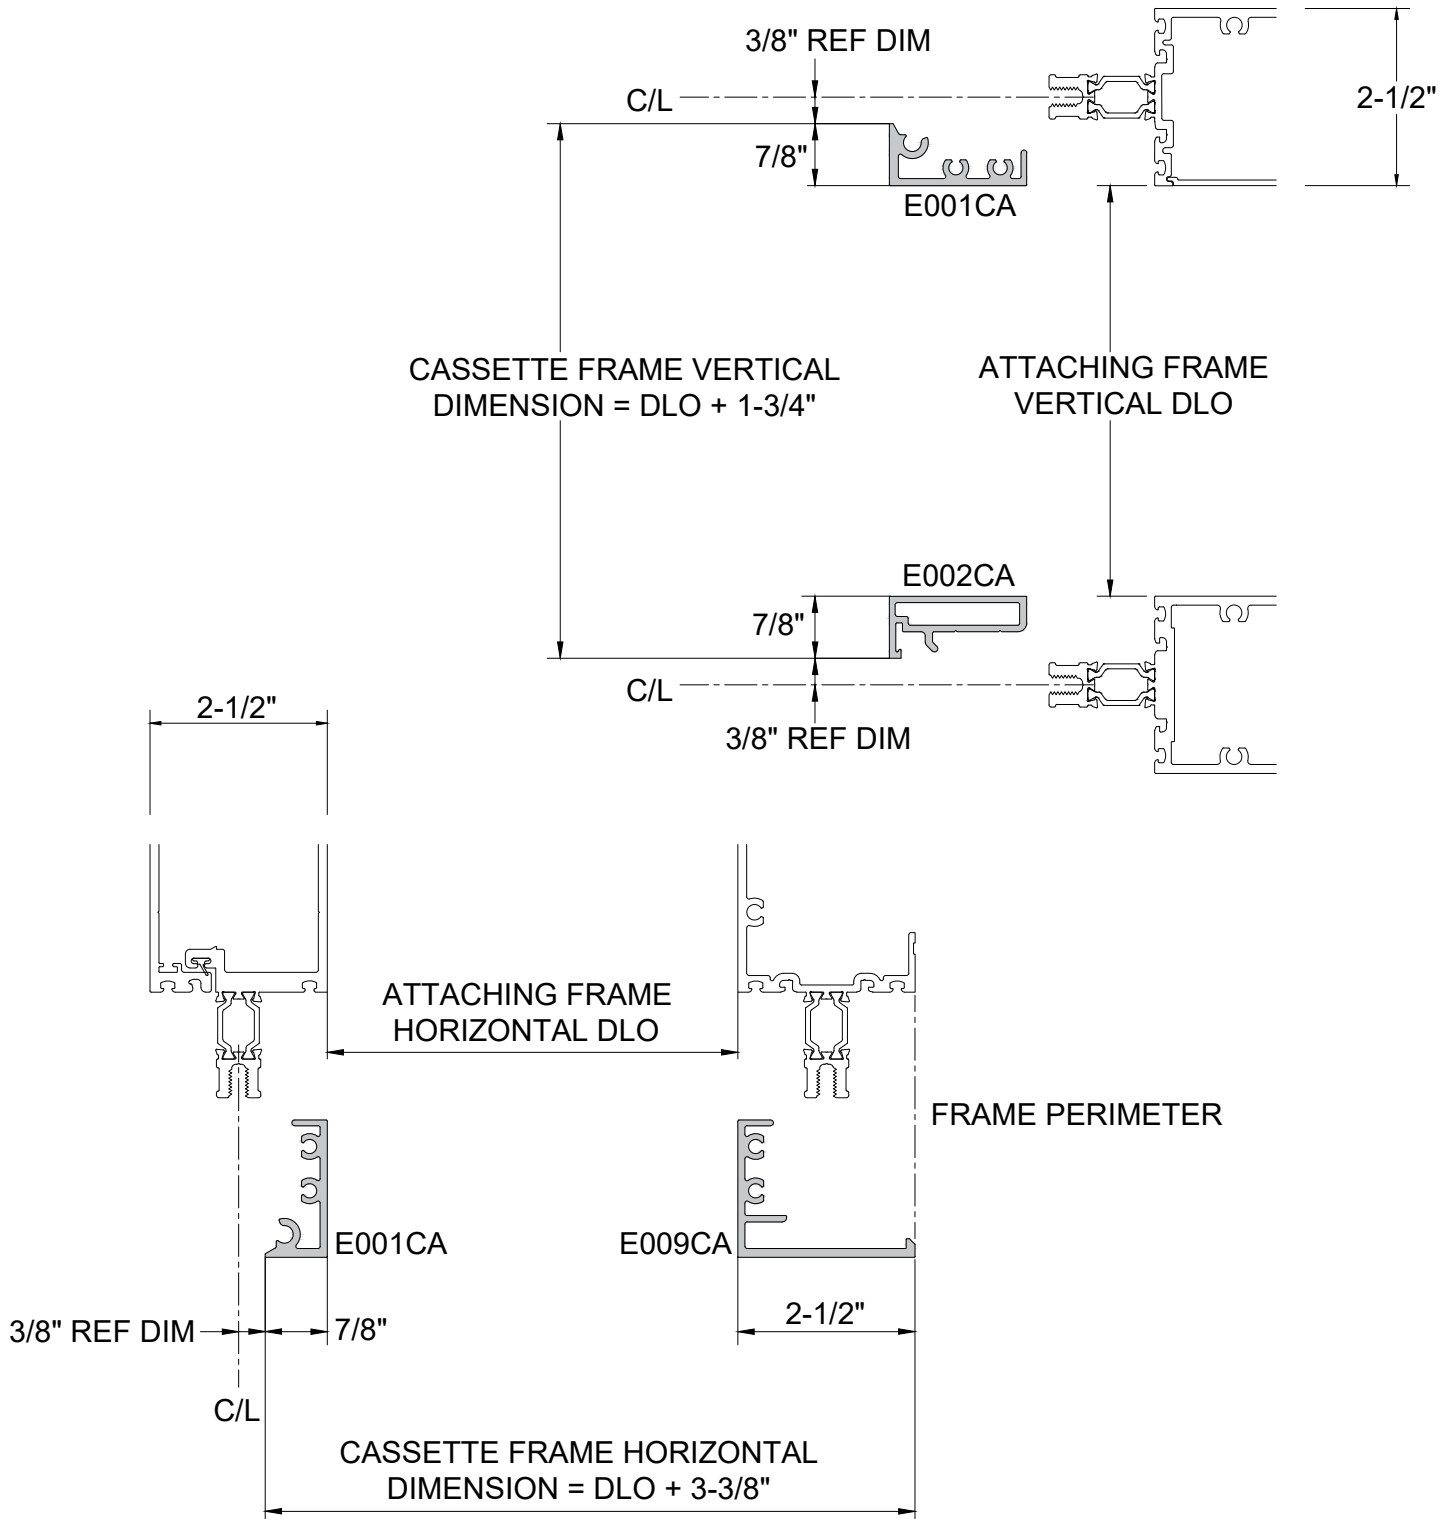 3/8" REF DIM
C/L
2-1/2"
7/8"
E001CA
CASSETTE FRAME VERTICAL
DIMENSION = DLO + 1-3/4"
ATTACHING FRAME
VERTICAL DLO
E002CA
7/8"
C/L
3/8" REF DIM
2-1/2"
ATTACHING FRAME
HORIZONTAL DLO
FRAME PERIMETER
E001CA
E009CA
3/8" REF DIM
7/8"
2-1/2"
C/L
CASSETTE FRAME HORIZONTAL
DIMENSION = DLO + 3-3/8"